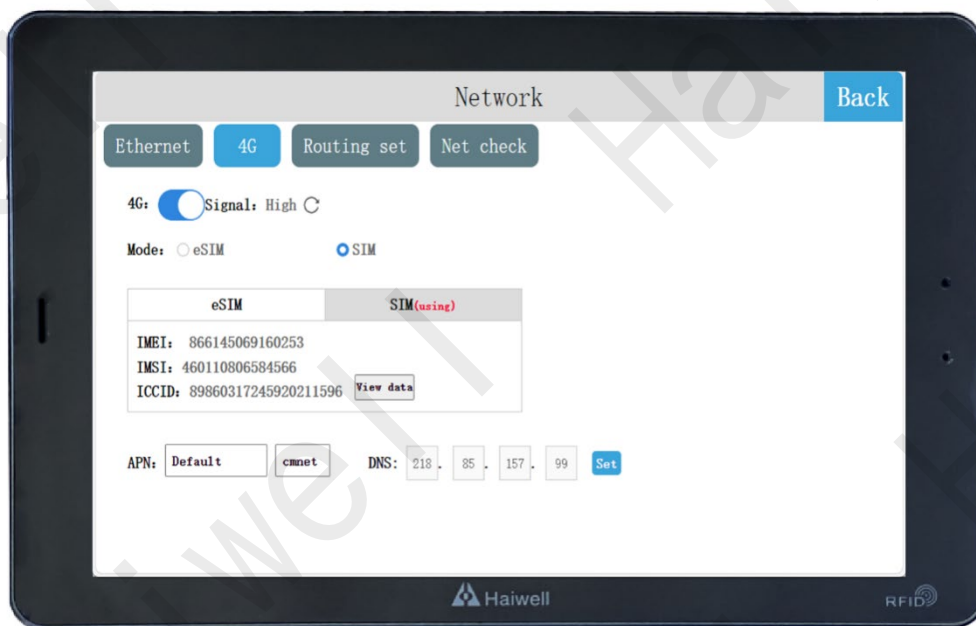 Network
Back
Ethernet
4G
Routing set
Net check
4G:
Signal: High
Mode:
eSIM
SIM
eSIM
SIM(using)
IMEI: 866145069160253
IMSI: 460110806584566
ICCID: 89860317245920211596
View data
APN: Default
cmnet
DNS: 218 . 85 . 157 . 99
Set
Haiwell
RFID